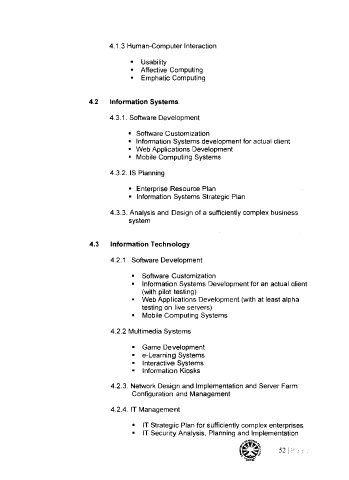 4.1.3 Human-Computer Interaction
▪ Usability
▪ Affective Computing
▪ Emphatic Computing
4.2 Information Systems
4.3.1. Software Development
▪ Software Customization
▪ Information Systems development for actual client
▪ Web Applications Development
▪ Mobile Computing Systems
4.3.2. IS Planning
▪ Enterprise Resource Plan
▪ Information Systems Strategic Plan
4.3.3. Analysis and Design of a sufficiently complex business
system
4.3 Information Technology
4.2.1 Software Development
▪ Software Customization
▪ Information Systems Development for an actual client
(with pilot testing)
▪ Web Applications Development (with at least alpha
testing on live servers)
▪ Mobile Computing Systems
4.2.2 Multimedia Systems
▪ Game Development
▪ e-Learning Systems
▪ Interactive Systems
▪ Information Kiosks
4.2.3. Network Design and Implementation and Server Farm
Configuration and Management
4.2.4. IT Management
▪ IT Strategic Plan for sufficiently complex enterprises
▪ IT Security Analysis, Planning and Implementation
52 | P a g e